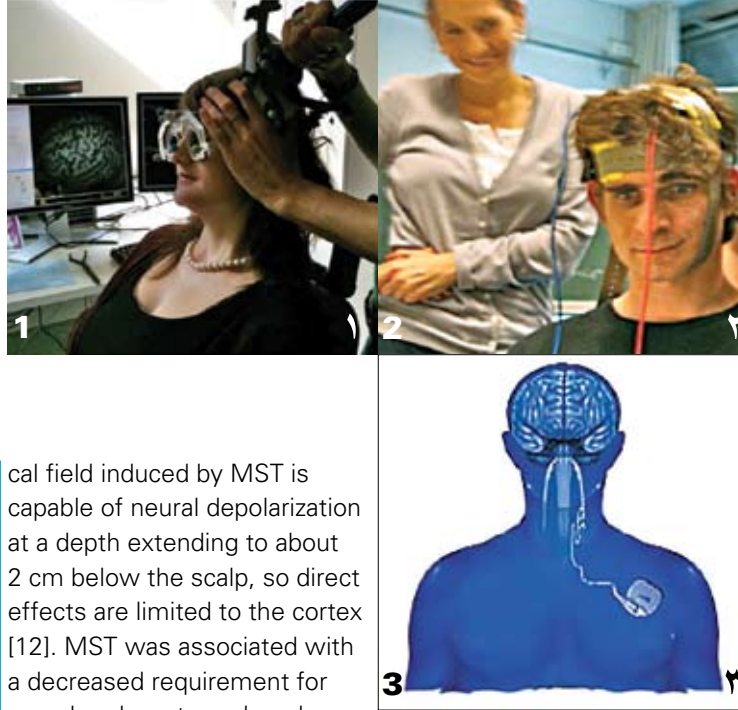 1
١
2
٢
3
٣
cal field induced by MST is
capable of neural depolarization
at a depth extending to about
2 cm below the scalp, so direct
effects are limited to the cortex
[12]. MST was associated with
a decreased requirement for